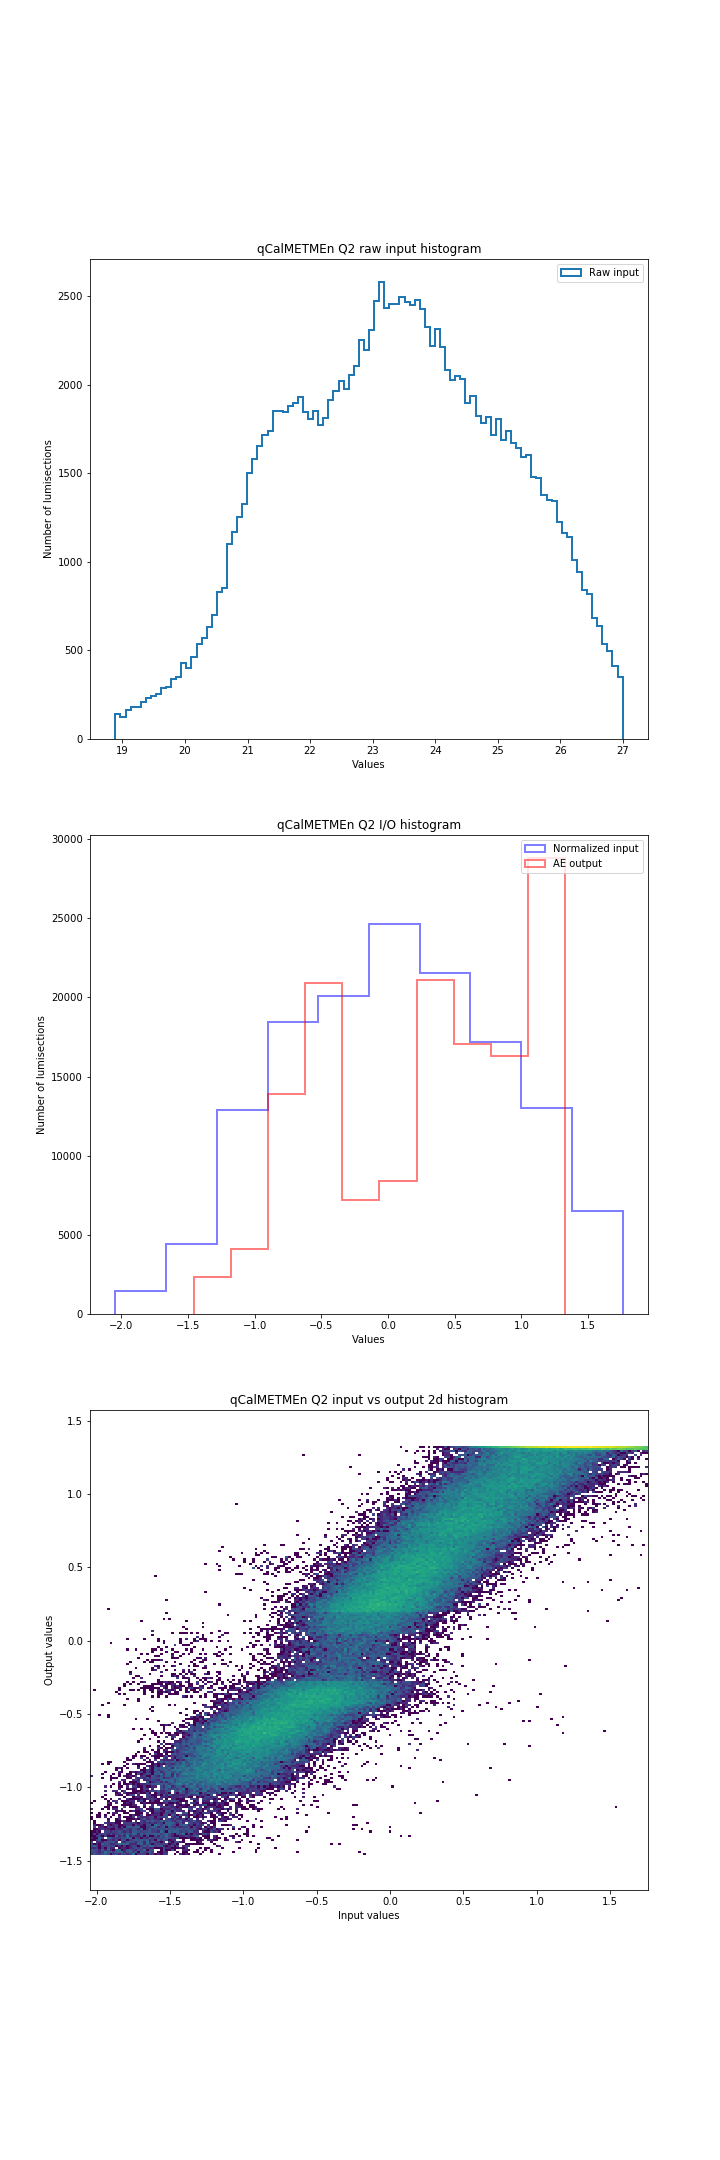 qCalMETMEn Q2 raw input histogram
Raw input
2500
2000
1500
1000
500
0
Number of lumisections
19 20 21 22 23 24 25 26 27
Values
qCalMETMEn Q2 I/O histogram
Normalized input
AE output
30000
25000
20000
15000
10000
5000
0
Number of lumisections
−2.0 −1.5 −1.0 −0.5 0.0 0.5 1.0 1.5
Values
qCalMETMEn Q2 input vs output 2d histogram
1.5
1.0
0.5
0.0
−0.5
−1.0
−1.5
Output values
−2.0 −1.5 −1.0 −0.5 0.0 0.5 1.0 1.5
Input values